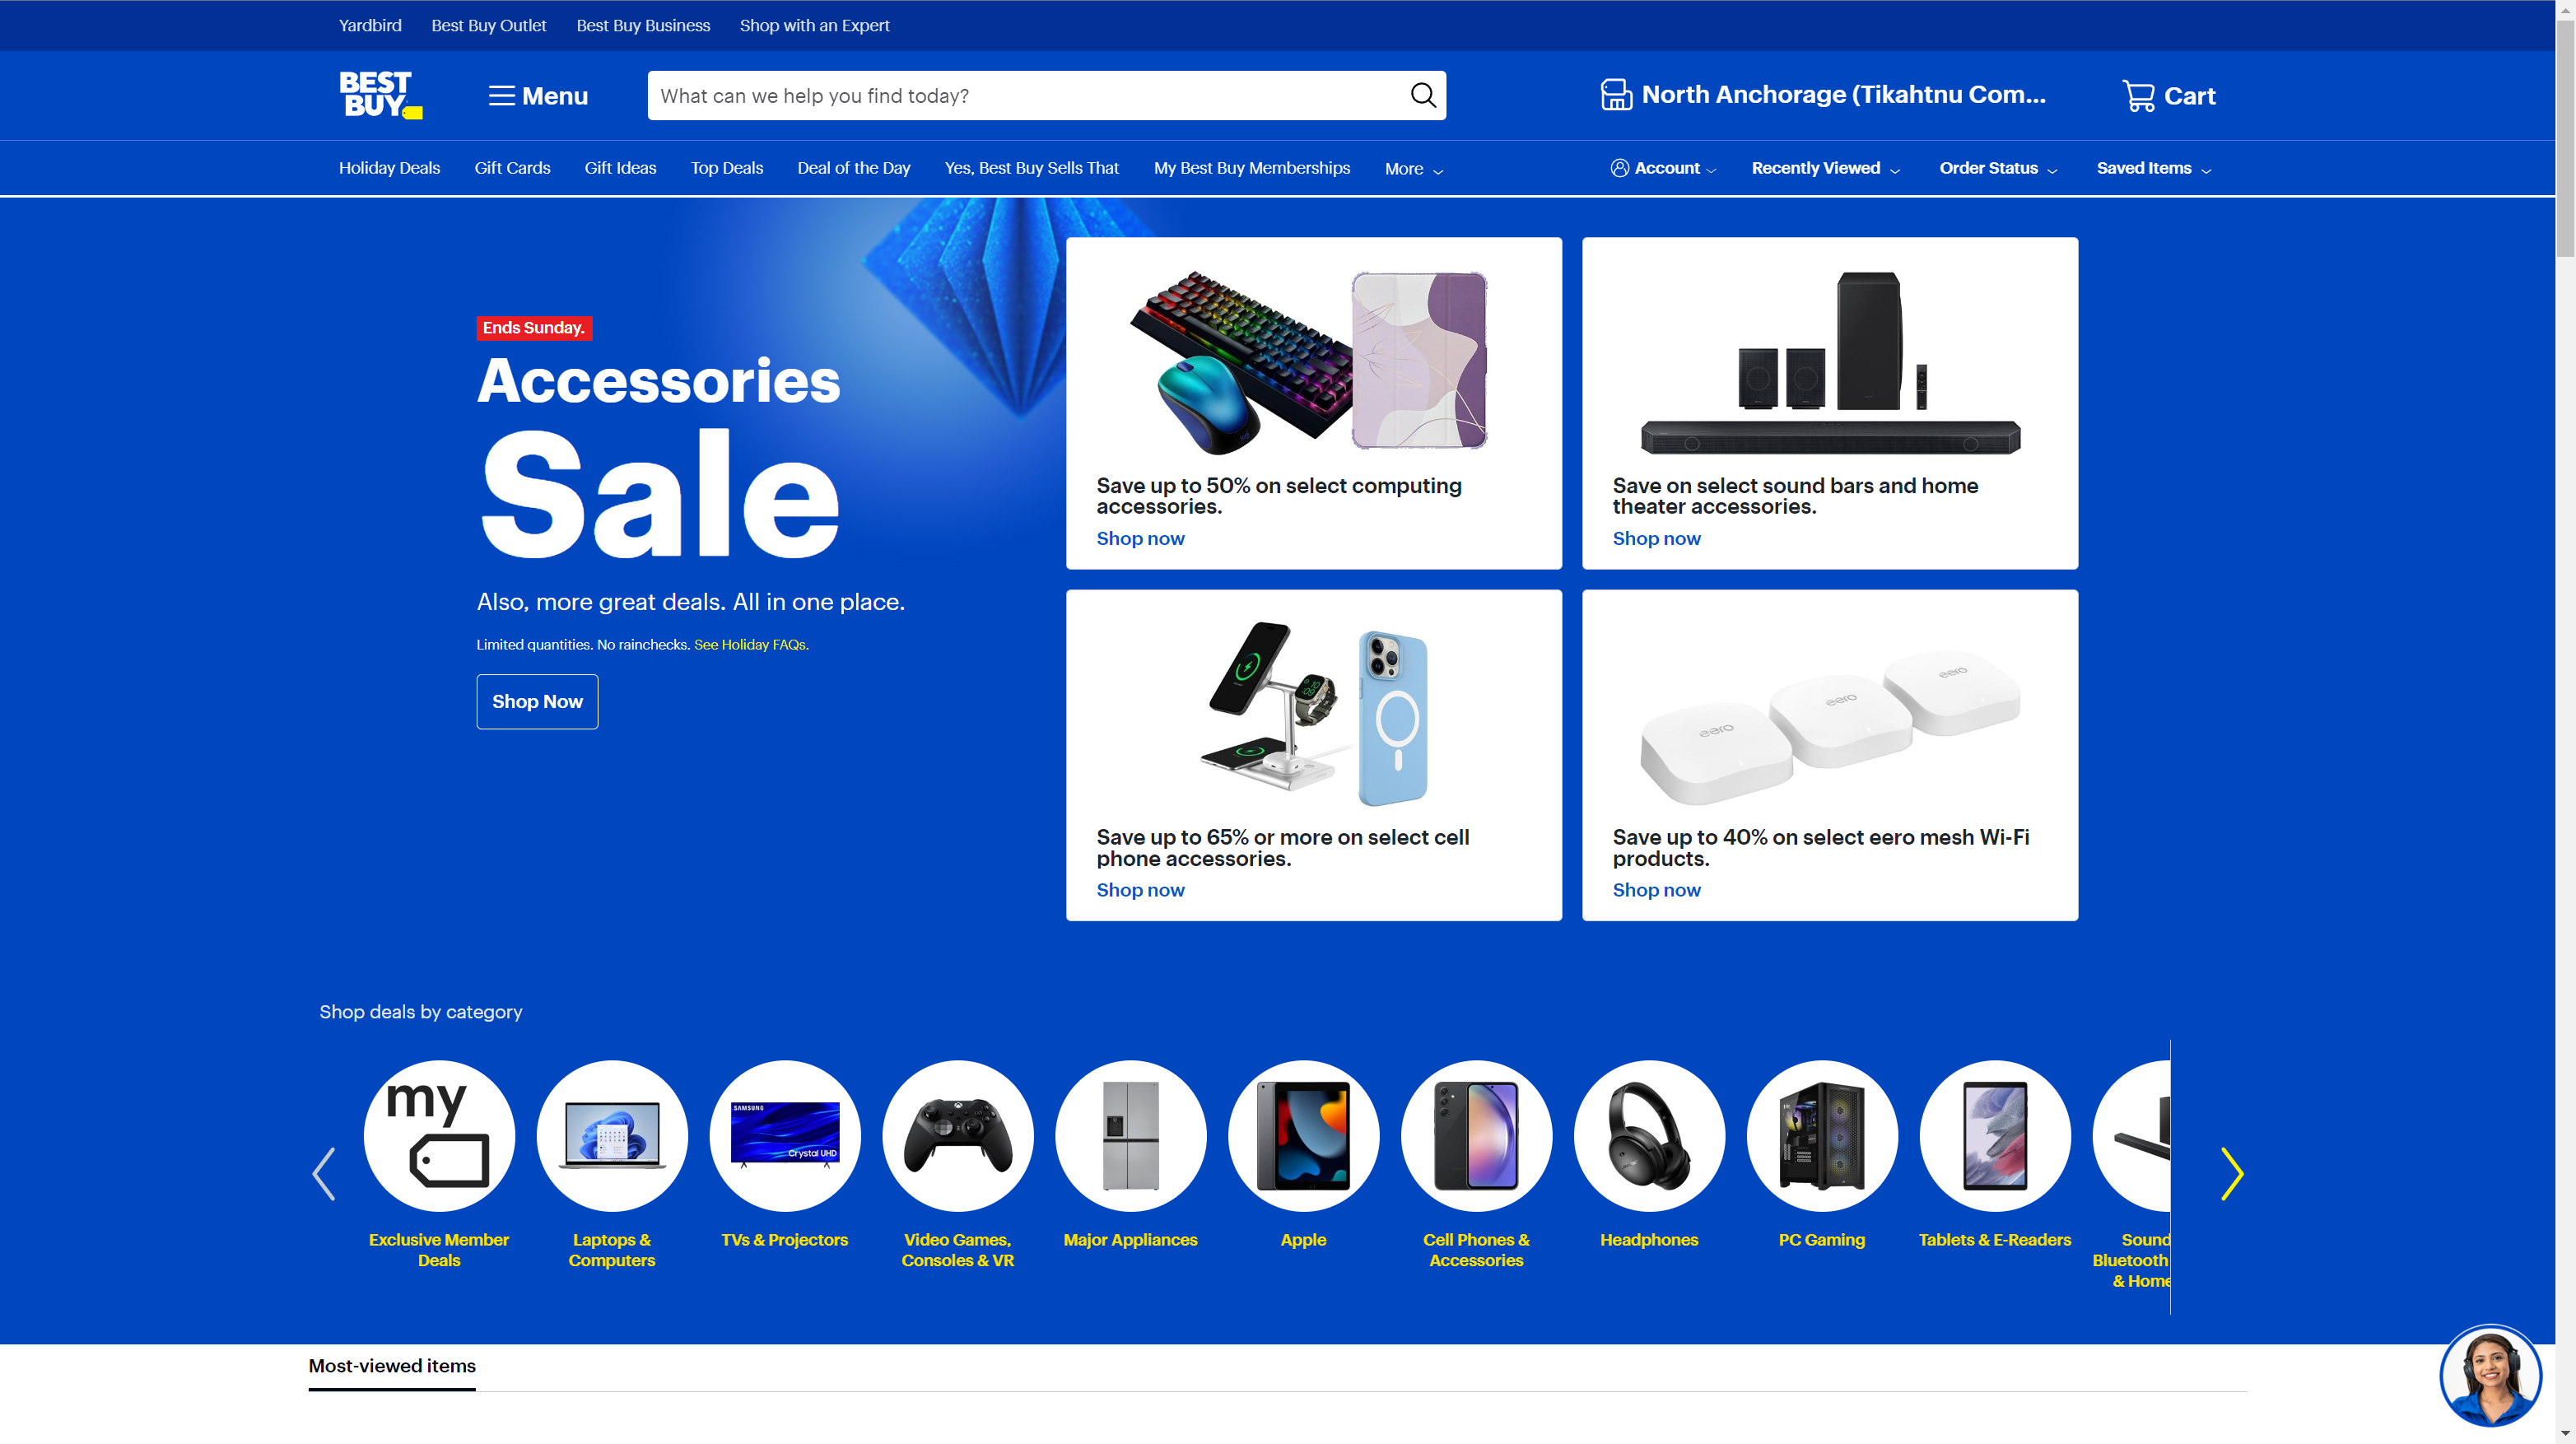 Yardbird Best Buy Outlet Best Buy Business Shop with an Expert
BEST
BUY
Menu
What can we help you find today?
North Anchorage (Tikahtnu Com...
Cart
Holiday Deals Gift Cards Gift Ideas Top Deals Deal of the Day Yes, Best Buy Sells That My Best Buy Memberships More
Account Recently Viewed Order Status Saved Items
Ends Sunday.
Accessories
Sale
Also, more great deals. All in one place.
Limited quantities. No rainchecks. See Holiday FAQs.
Shop Now
Save up to 50% on select computing
accessories.
Shop now
Save on select sound bars and home
theater accessories.
Shop now
Save up to 65% or more on select cell
phone accessories.
Shop now
eero
eero
eero
Save up to 40% on select eero mesh Wi-Fi
products.
Shop now
Shop deals by category
my
Exclusive Member
Deals
Laptops &
Computers
SAMSUNG
Crystal UHD
TVs & Projectors
Video Games,
Consoles & VR
Major Appliances
Apple
Cell Phones &
Accessories
Headphones
PC Gaming
Tablets & E-Readers
Sound
Bluetooth
& Home
Most-viewed items